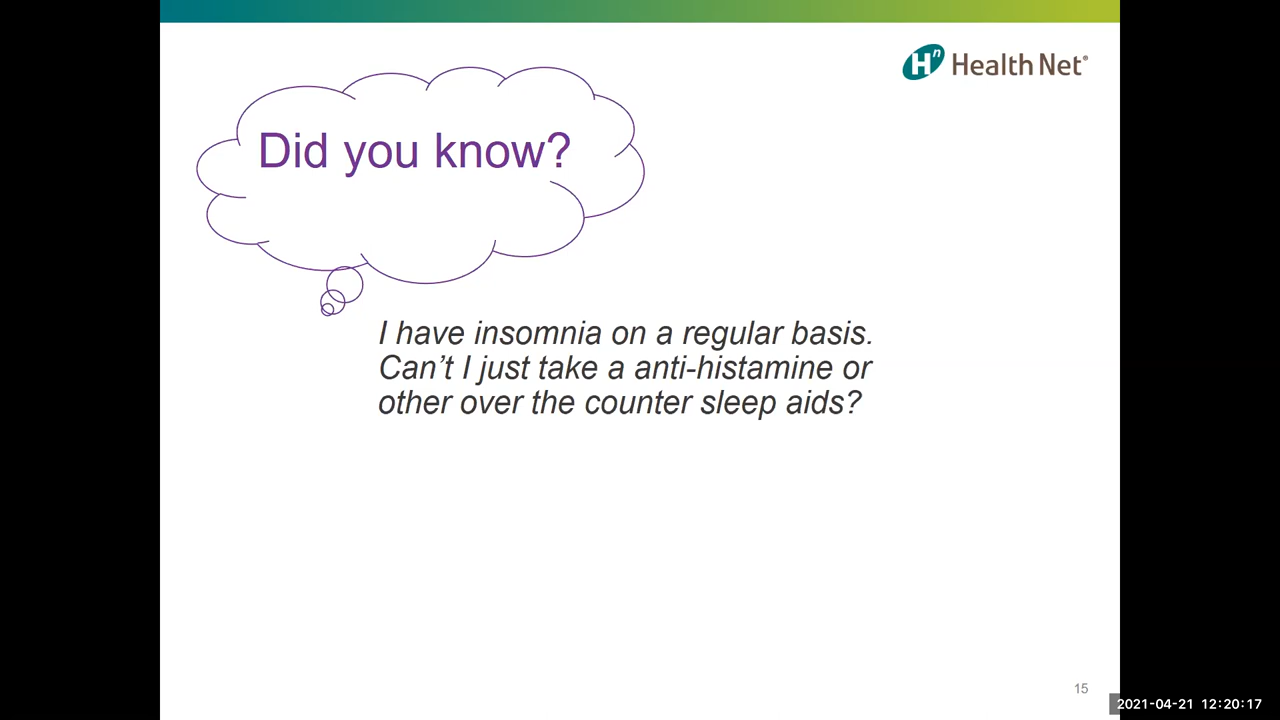 Hn Health Net®
Did you know?
I have insomnia on a regular basis.
Can't I just take a anti-histamine or
other over the counter sleep aids?
15
2021-04-21 12:20:17